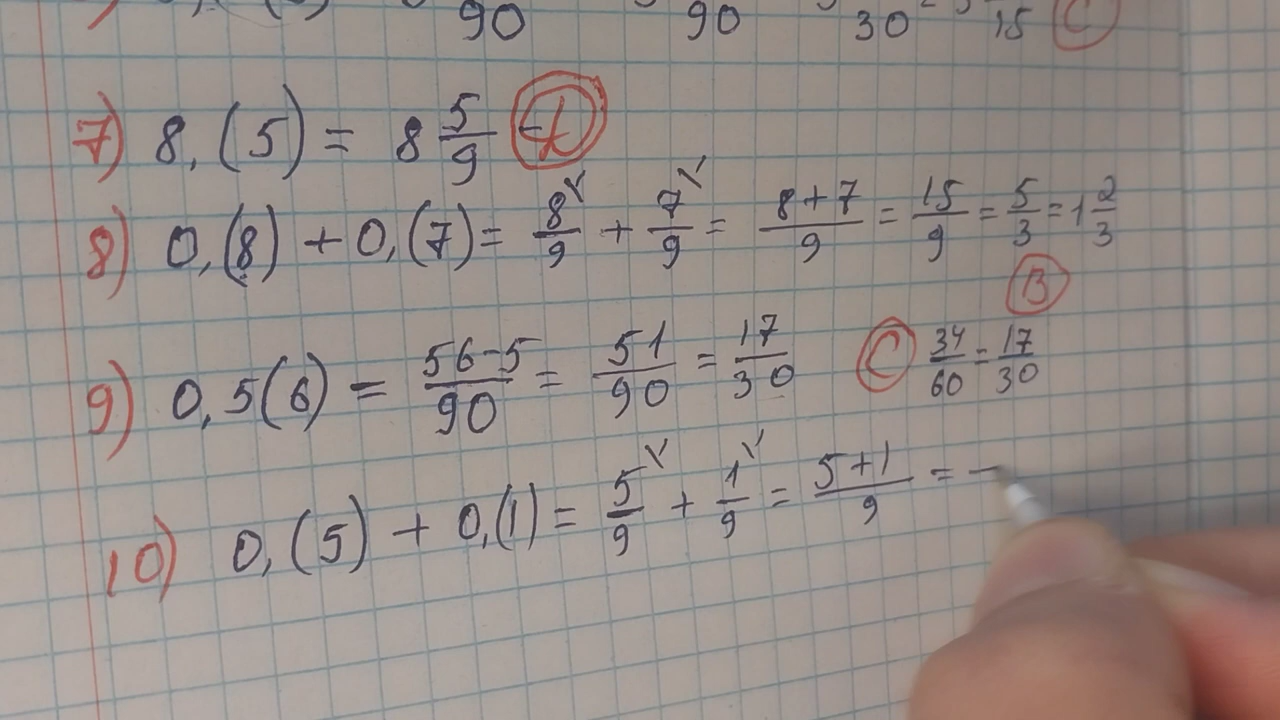 90 90 30 15 C
7) 8,(5) = 8 5/9
8) 0,(8) + 0,(7) = 8/9 + 7/9 = 8+7/9 = 15/9 = 5/3 = 1 2/3
B
9) 0,5(6) = 56-5/90 = 51/90 = 17/30 C 34/60 = 17/30
10) 0,(5) + 0,(1) = 5/9 + 1/9 = 5+1/9 =